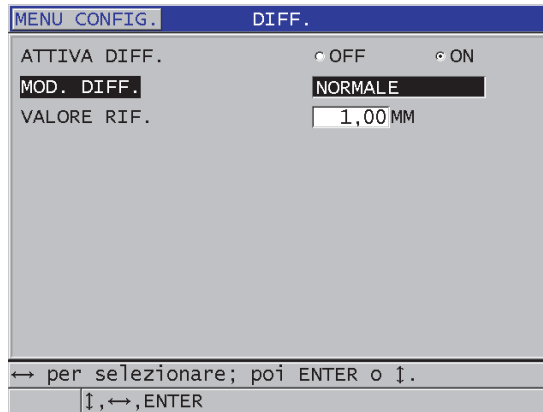 MENU CONFIG. DIFF.
ATTIVA DIFF. OFF ON
MOD. DIFF. NORMALE
VALORE RIF. 1,00 MM
↔ per selezionare; poi ENTER o ↕.
↕,↔,ENTER